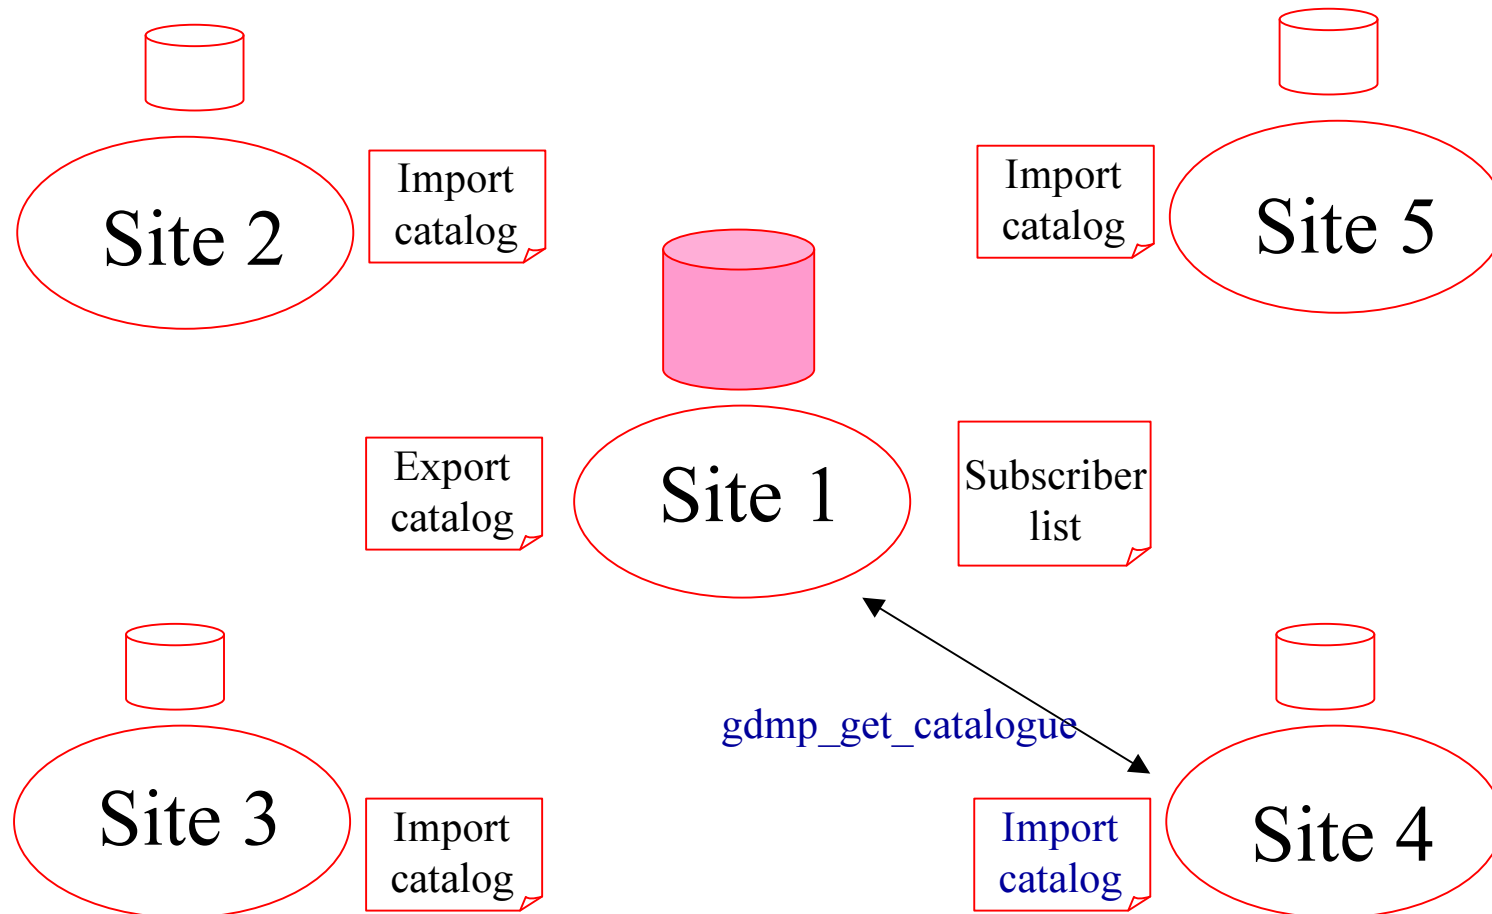 Site 2
Import
catalog
Import
catalog
Site 5
Export
catalog
Site 1
Subscriber
list
gdmp_get_catalogue
Site 3
Import
catalog
Import
catalog
Site 4